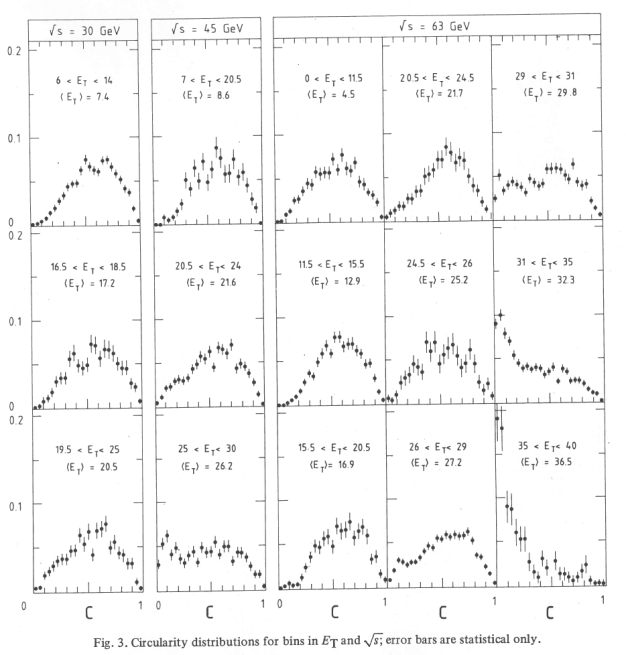 √s = 30 GeV √s = 45 GeV √s = 63 GeV
0.2
6 < E_T < 14 7 < E_T < 20.5 0 < E_T < 11.5 20.5 < E_T < 24.5 29 < E_T < 31
⟨E_T⟩ = 7.4 ⟨E_T⟩ = 8.6 ⟨E_T⟩ = 4.5 ⟨E_T⟩ = 21.7 ⟨E_T⟩ = 29.8
0.1
0
0.2
16.5 < E_T < 18.5 20.5 < E_T < 24 11.5 < E_T < 15.5 24.5 < E_T < 26 31 < E_T < 35
⟨E_T⟩ = 17.2 ⟨E_T⟩ = 21.6 ⟨E_T⟩ = 12.9 ⟨E_T⟩ = 25.2 ⟨E_T⟩ = 32.3
0.1
0
0.2
19.5 < E_T < 25 25 < E_T < 30 15.5 < E_T < 20.5 26 < E_T < 29 35 < E_T < 40
⟨E_T⟩ = 20.5 ⟨E_T⟩ = 26.2 ⟨E_T⟩ = 16.9 ⟨E_T⟩ = 27.2 ⟨E_T⟩ = 36.5
0.1
0 C 1 0 C 1 0 C 1 C 1 C 1
Fig. 3. Circularity distributions for bins in E_T and √s; error bars are statistical only.